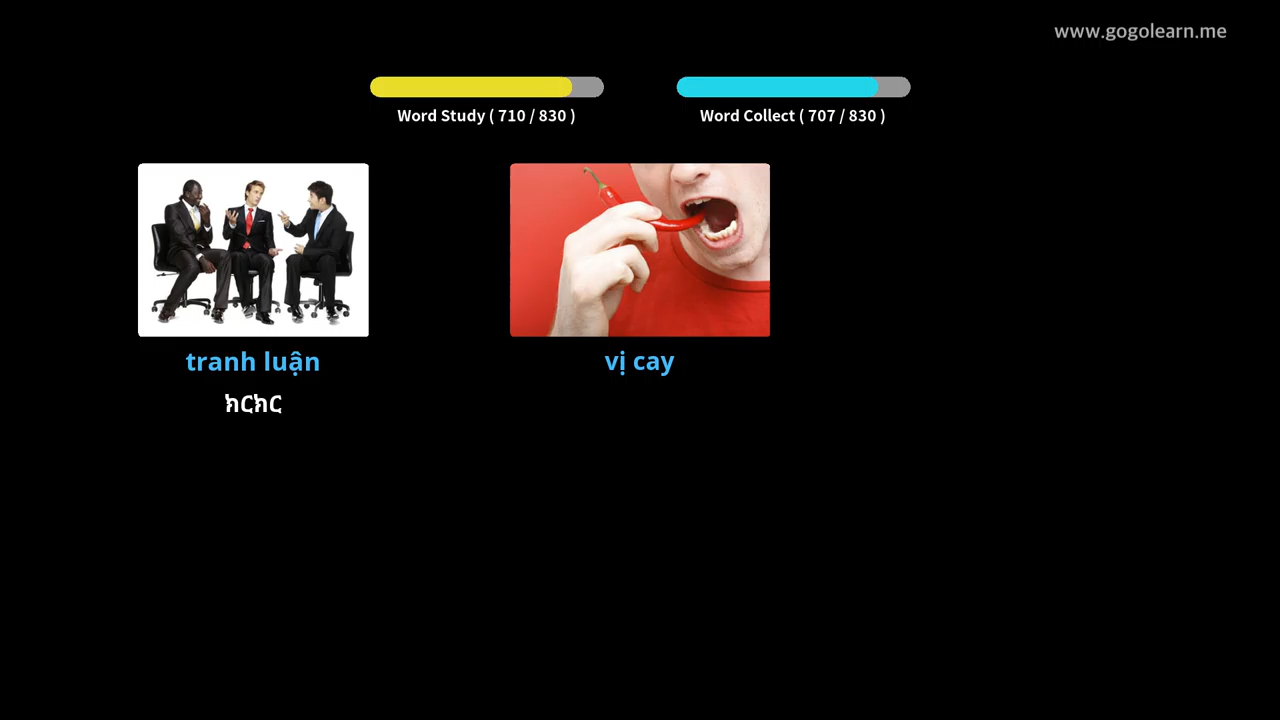 www.gogolearn.me
Word Study ( 710 / 830 )
Word Collect ( 707 / 830 )
tranh luận
ክርክር
vị cay